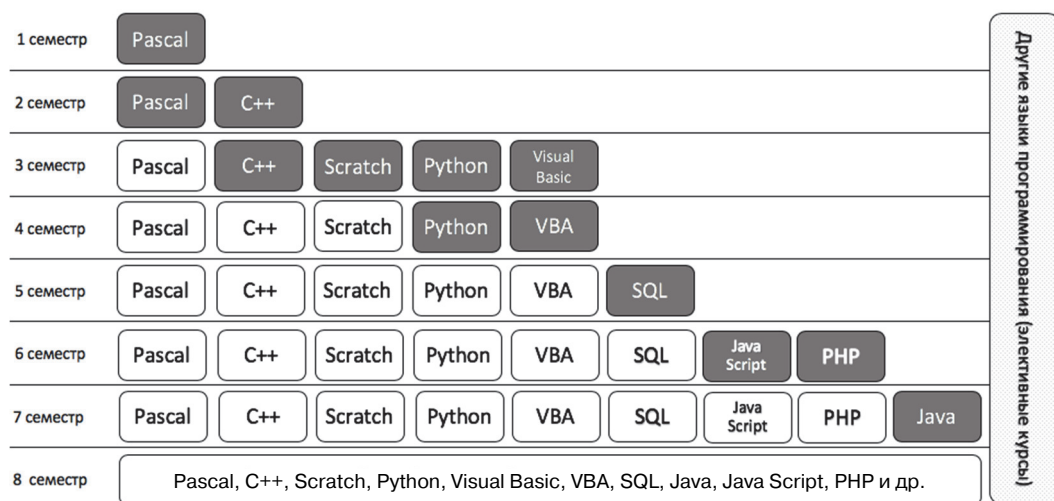 1 семестр Pascal
2 семестр Pascal C++
3 семестр Pascal C++ Scratch Python Visual
Basic
4 семестр Pascal C++ Scratch Python VBA
5 семестр Pascal C++ Scratch Python VBA SQL
6 семестр Pascal C++ Scratch Python VBA SQL Java
Script PHP
7 семестр Pascal C++ Scratch Python VBA SQL Java
Script PHP Java
8 семестр Pascal, C++, Scratch, Python, Visual Basic, VBA, SQL, Java, Java Script, PHP и др.
Другие языки программирования (элективные курсы)